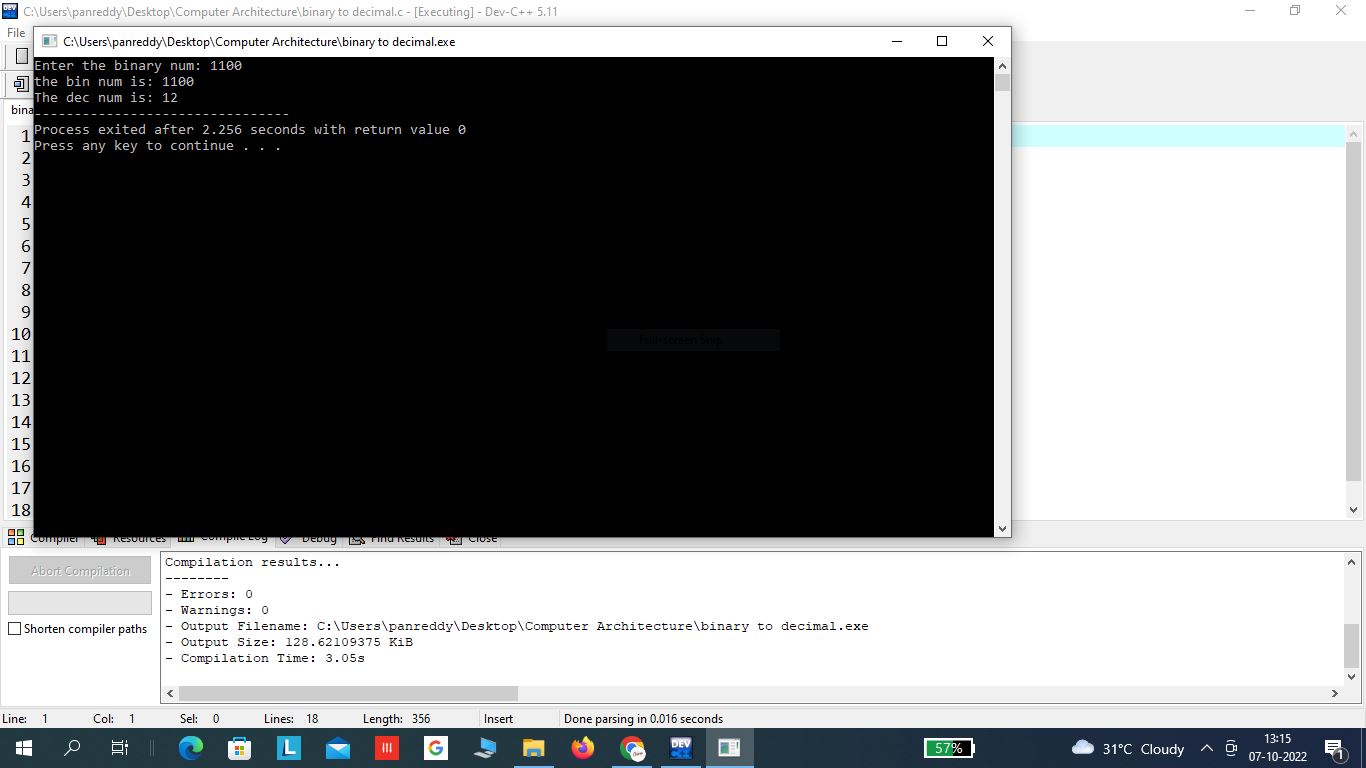 C:\Users\panreddy\Desktop\Computer Architecture\binary to decimal.c - [Executing] - Dev-C++ 5.11
File
C:\Users\panreddy\Desktop\Computer Architecture\binary to decimal.exe
Enter the binary num: 1100
the bin num is: 1100
The dec num is: 12
--------------------------------
Process exited after 2.256 seconds with return value 0
Press any key to continue . . .
bina
1
2
3
4
5
6
7
8
9
10
11
12
13
14
15
16
17
18
Full-screen Snip
Compiler Resources Compile Log Debug Find Results Close
Abort Compilation
Shorten compiler paths
Compilation results...
--------
- Errors: 0
- Warnings: 0
- Output Filename: C:\Users\panreddy\Desktop\Computer Architecture\binary to decimal.exe
- Output Size: 128.62109375 KiB
- Compilation Time: 3.05s
Line: 1 Col: 1 Sel: 0 Lines: 18 Length: 356 Insert Done parsing in 0.016 seconds
L G DEV 57% 31°C Cloudy 13:15
07-10-2022 1